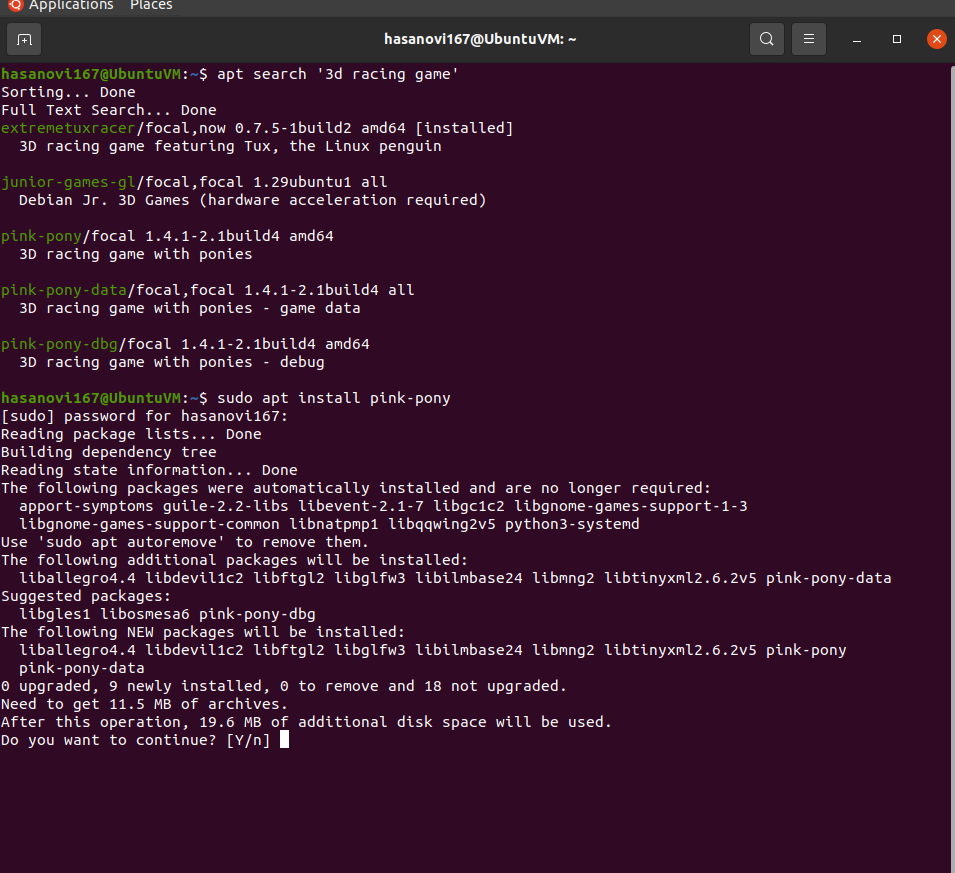 Applications Places
hasanovi167@UbuntuVM: ~
hasanovi167@UbuntuVM:~$ apt search '3d racing game'
Sorting... Done
Full Text Search... Done
extremetuxracer/focal,now 0.7.5-1build2 amd64 [installed]
  3D racing game featuring Tux, the Linux penguin

junior-games-gl/focal,focal 1.29ubuntu1 all
  Debian Jr. 3D Games (hardware acceleration required)

pink-pony/focal 1.4.1-2.1build4 amd64
  3D racing game with ponies

pink-pony-data/focal,focal 1.4.1-2.1build4 all
  3D racing game with ponies - game data

pink-pony-dbg/focal 1.4.1-2.1build4 amd64
  3D racing game with ponies - debug

hasanovi167@UbuntuVM:~$ sudo apt install pink-pony
[sudo] password for hasanovi167:
Reading package lists... Done
Building dependency tree
Reading state information... Done
The following packages were automatically installed and are no longer required:
  apport-symptoms guile-2.2-libs libevent-2.1-7 libgc1c2 libgnome-games-support-1-3
  libgnome-games-support-common libnatpmp1 libqqwing2v5 python3-systemd
Use 'sudo apt autoremove' to remove them.
The following additional packages will be installed:
  liballegro4.4 libdevil1c2 libftgl2 libglfw3 libilmbase24 libmng2 libtinyxml2.6.2v5 pink-pony-data
Suggested packages:
  libgles1 libosmesa6 pink-pony-dbg
The following NEW packages will be installed:
  liballegro4.4 libdevil1c2 libftgl2 libglfw3 libilmbase24 libmng2 libtinyxml2.6.2v5 pink-pony
  pink-pony-data
0 upgraded, 9 newly installed, 0 to remove and 18 not upgraded.
Need to get 11.5 MB of archives.
After this operation, 19.6 MB of additional disk space will be used.
Do you want to continue? [Y/n]